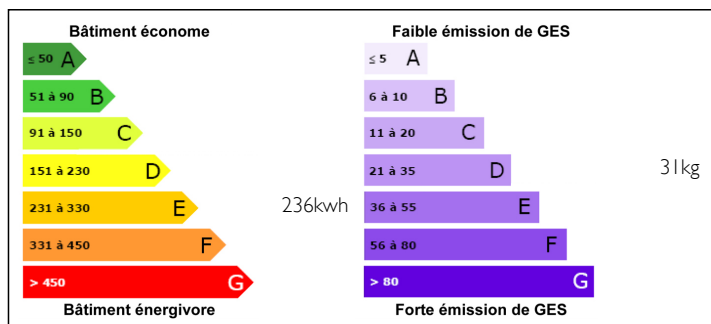 Bâtiment économe
≤ 50 A
51 à 90 B
91 à 150 C
151 à 230 D
231 à 330 E
236kwh
331 à 450 F
> 450 G
Bâtiment énergivore
Faible émission de GES
≤ 5 A
6 à 10 B
11 à 20 C
21 à 35 D
31kg
36 à 55 E
56 à 80 F
> 80 G
Forte émission de GES